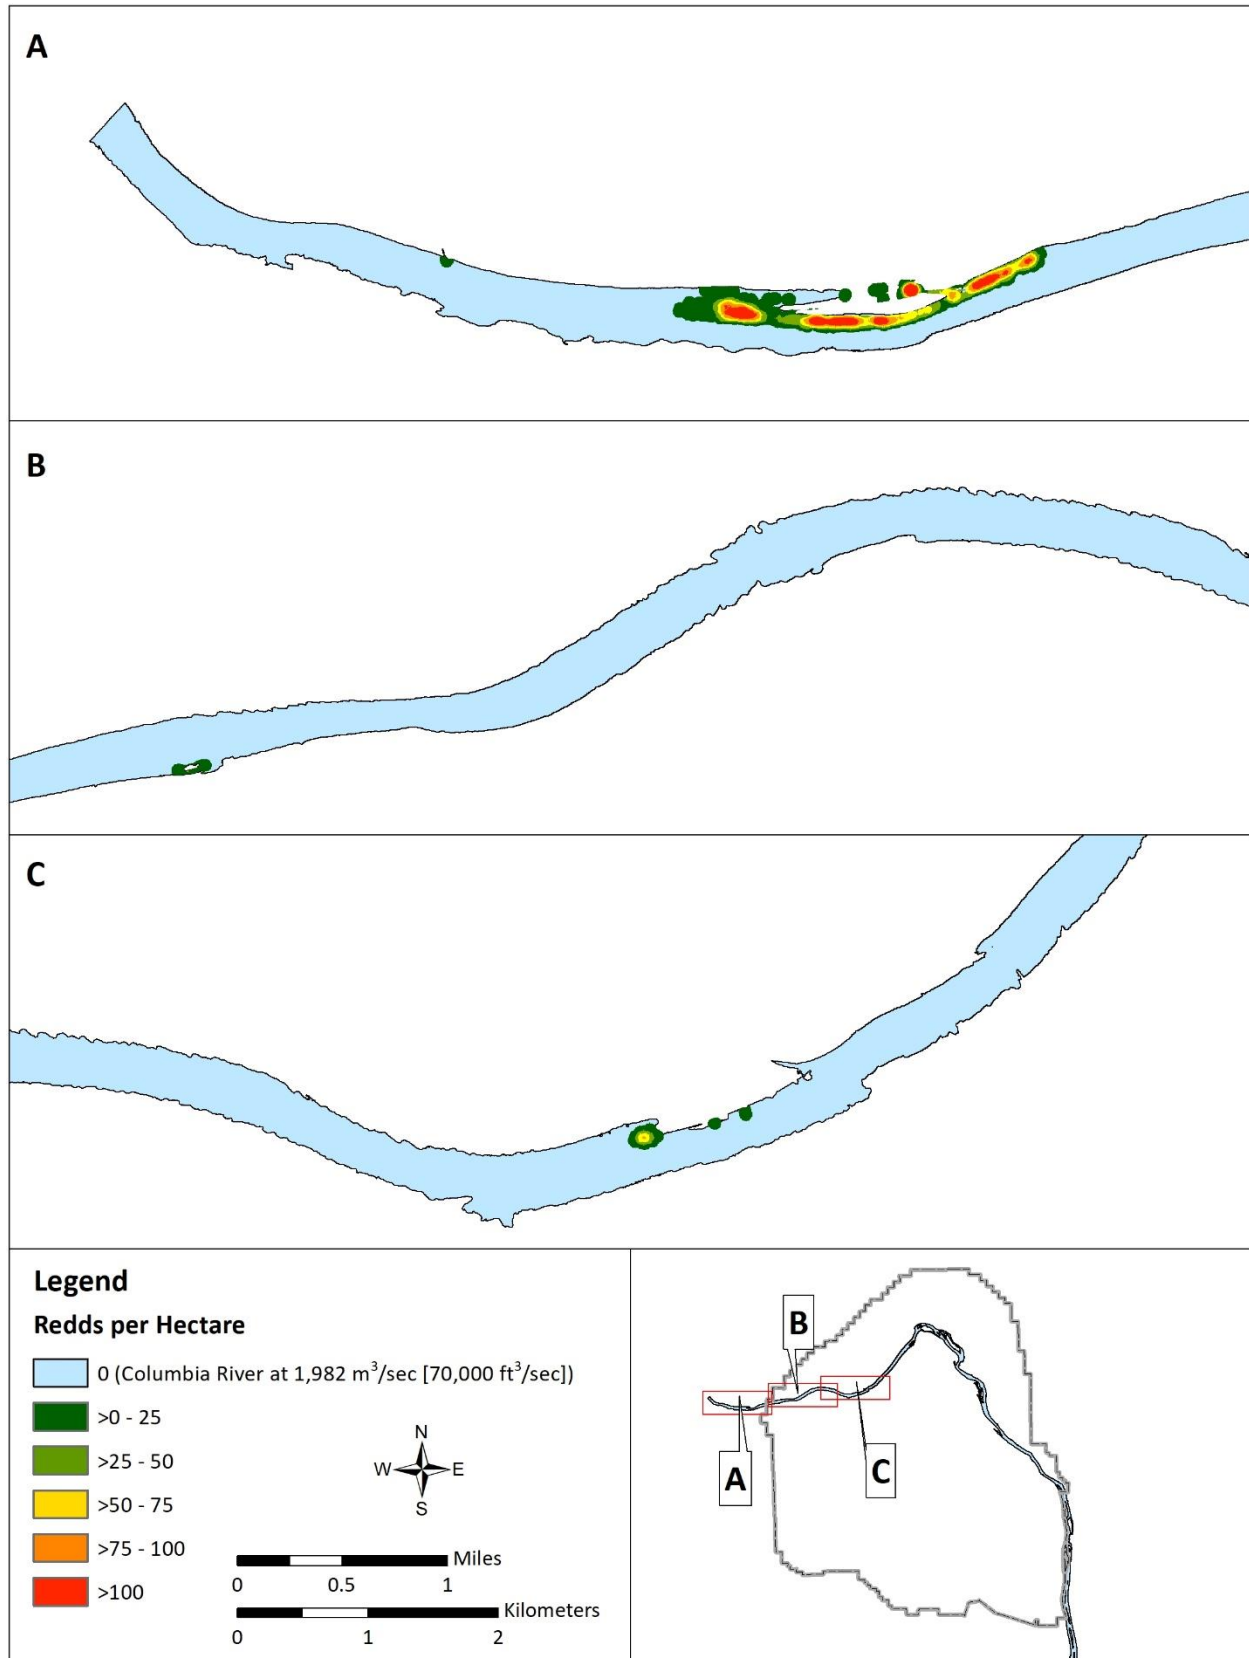 A
B
C
Legend
Redds per Hectare
0 (Columbia River at 1,982 m³/sec [70,000 ft³/sec])
>0 - 25
>25 - 50
>50 - 75
>75 - 100
>100
N
W E
S
Miles
0 0.5 1
Kilometers
0 1 2
B
A
C